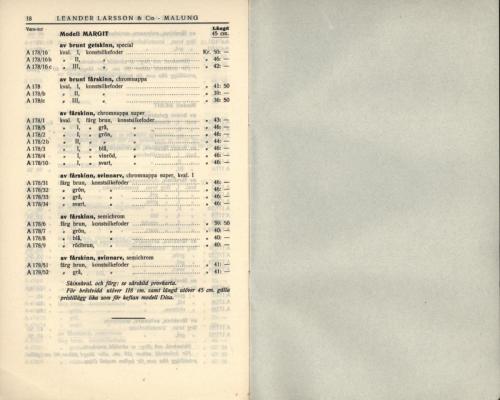 18 LEANDER LARSSON & Co - MALUNG
Varu-nr Modell MARGIT Längd 45 cm.
av brunt getskinn, special
A 178/16 kval. I, konstsilkefoder Kr. 50: —
A 178/16b „ II, „ „ 46: —
A 178/16c „ III, „ „ 42: —
av brunt fårskinn, chromnappa
A 178 kval. I, konstsilkefoder „ 41: 50
A 178/b „ II, „ „ 39: —
A 178/c „ III, „ „ 36: 50
av fårskinn, chromnappa super
A 178/1 kval. I, färg brun, konstsilkefoder „ 43: —
A 178/5 „ I, „ grå, „ „ 46: —
A 178/2 „ I, „ grön, „ „ 46: —
A 178/2b „ II, „ „ „ 44: —
A 178/3 „ I, „ blå, „ „ 46: —
A 178/4 „ I, „ vinröd, „ „ 46: —
A 178/10 „ I, „ svart, „ „ 46: —
av fårskinn, svinnarv, chromnappa super, kval. I
A 178/31 färg brun, konstsilkefoder „ 46: —
A 178/32 „ grön, „ „ 46: —
A 178/33 „ grå, „ „ 46: —
A 178/34 „ svart, „ „ 46: —
av fårskinn, semichrom
A 178/6 färg brun, konstsilkefoder „ 39: 50
A 178/7 „ grön, „ „ 40: —
A 178/8 „ blå, „ „ 40: —
A 178/9 „ rödbrun, „ „ 40: —
av fårskinn, svinnarv, semichrom
A 178/51 färg brun, konstsilkefoder „ 41: —
A 178/52 „ grå, „ „ 41: —
Skinnkval. och färg: se särskild provkarta.
För bröstvidd utöver 118 cm. samt längd utöver 45 cm. gälla
pristillägg lika som för koftan modell Disa.